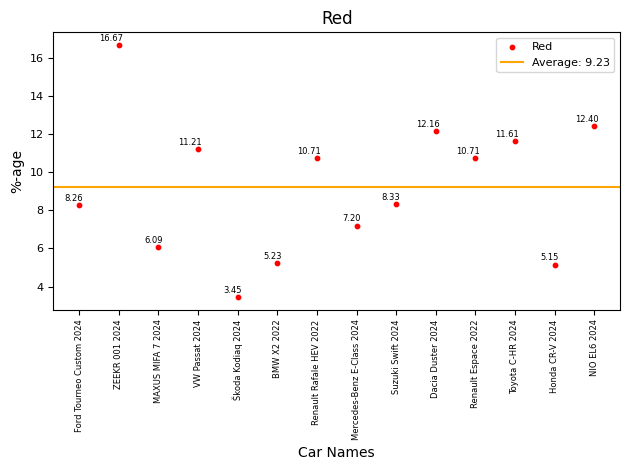 Red
%-age
16
14
12
10
8
6
4
8.26
16.67
6.09
11.21
3.45
5.23
10.71
7.20
8.33
12.16
10.71
11.61
5.15
12.40
Red
Average: 9.23
Ford Tourneo Custom 2024
ZEEKR 001 2024
MAXUS MIFA 7 2024
VW Passat 2024
Škoda Kodiaq 2024
BMW X2 2022
Renault Rafale HEV 2022
Mercedes-Benz E-Class 2024
Suzuki Swift 2024
Dacia Duster 2024
Renault Espace 2022
Toyota C-HR 2024
Honda CR-V 2024
NIO EL6 2024
Car Names